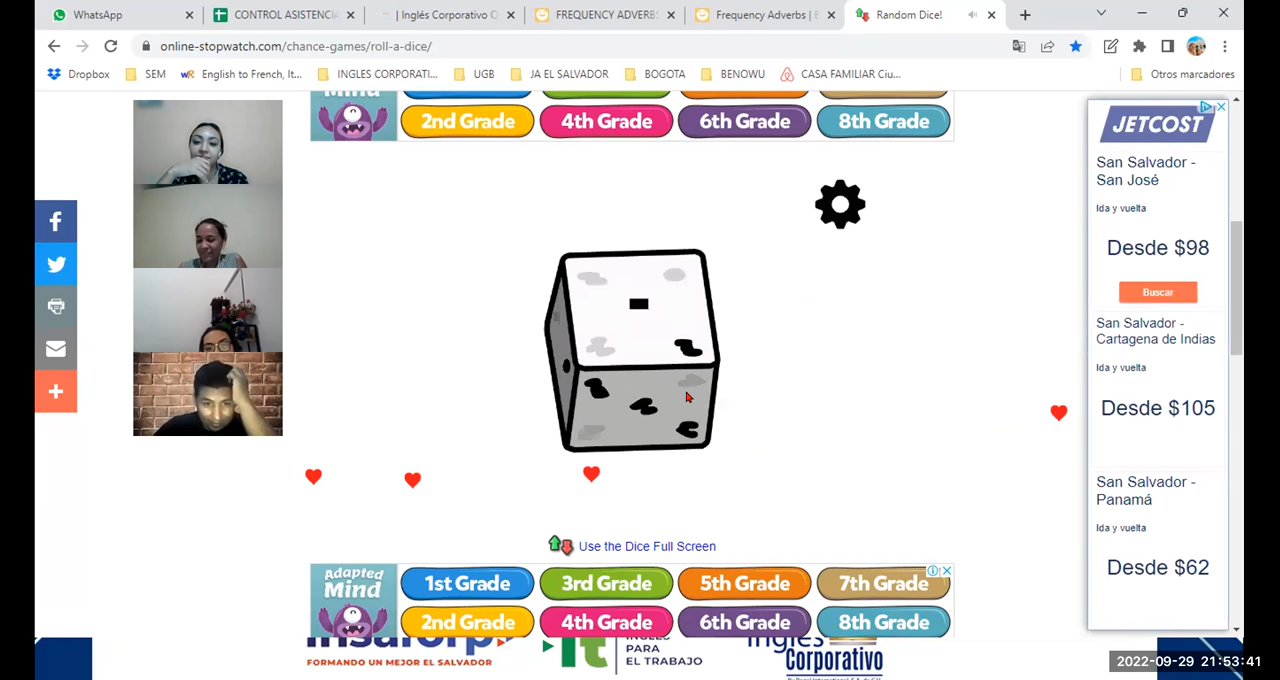 WhatsApp
CONTROL ASISTENCIA
| Inglés Corporativo O
FREQUENCY ADVERBS
Frequency Adverbs | B
Random Dice!
online-stopwatch.com/chance-games/roll-a-dice/
Dropbox
SEM
English to French, It...
INGLES CORPORATI...
UGB
JA EL SALVADOR
BOGOTA
BENOWU
CASA FAMILIAR Ciu...
Otros marcadores
Mind
2nd Grade
4th Grade
6th Grade
8th Grade
JETCOST
San Salvador -
San José
Ida y vuelta
Desde $98
Buscar
San Salvador -
Cartagena de Indias
Ida y vuelta
Desde $105
San Salvador -
Panamá
Ida y vuelta
Desde $62
Use the Dice Full Screen
Adapted
Mind
1st Grade
3rd Grade
5th Grade
7th Grade
2nd Grade
4th Grade
6th Grade
8th Grade
insaforp
FORMANDO UN MEJOR EL SALVADOR
it
INGLÉS
PARA
EL TRABAJO
Inglés
Corporativo
2022-09-29 21:53:41